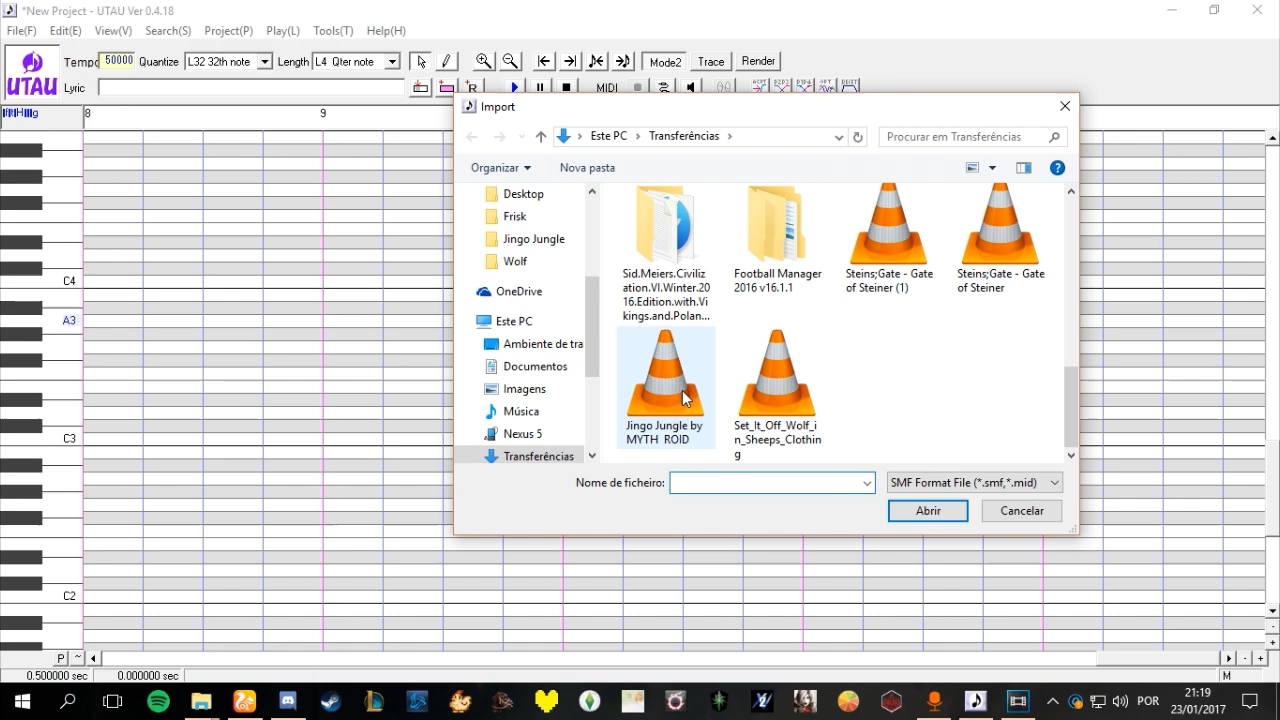 *New Project - UTAU Ver 0.4.18
File(F) Edit(E) View(V) Search(S) Project(P) Play(L) Tools(T) Help(H)
UTAU
Tempo 50000 Quantize L32 32th note Length L4 Qter note Mode2 Trace Render
Lyric R MIDI
8 9
Import
Este PC > Transferências >
Procurar em Transferências
Organizar Nova pasta
Desktop
Frisk
Jingo Jungle
Wolf
OneDrive
Este PC
Ambiente de tra
Documentos
Imagens
Música
Nexus 5
Transferências
Sid.Meiers.Civiliz
ation.VI.Winter.20
16.Edition.with.Vi
kings.and.Polan...
Football Manager
2016 v16.1.1
Steins;Gate - Gate
of Steiner (1)
Steins;Gate - Gate
of Steiner
Jingo Jungle by
MYTH ROID
Set_It_Off_Wolf_i
n_Sheeps_Clothin
g
Nome de ficheiro:
SMF Format File (*.smf,*.mid)
Abrir Cancelar
C4
A3
C3
C2
P ~
0.500000 sec 0.000000 sec M
POR
21:19
23/01/2017